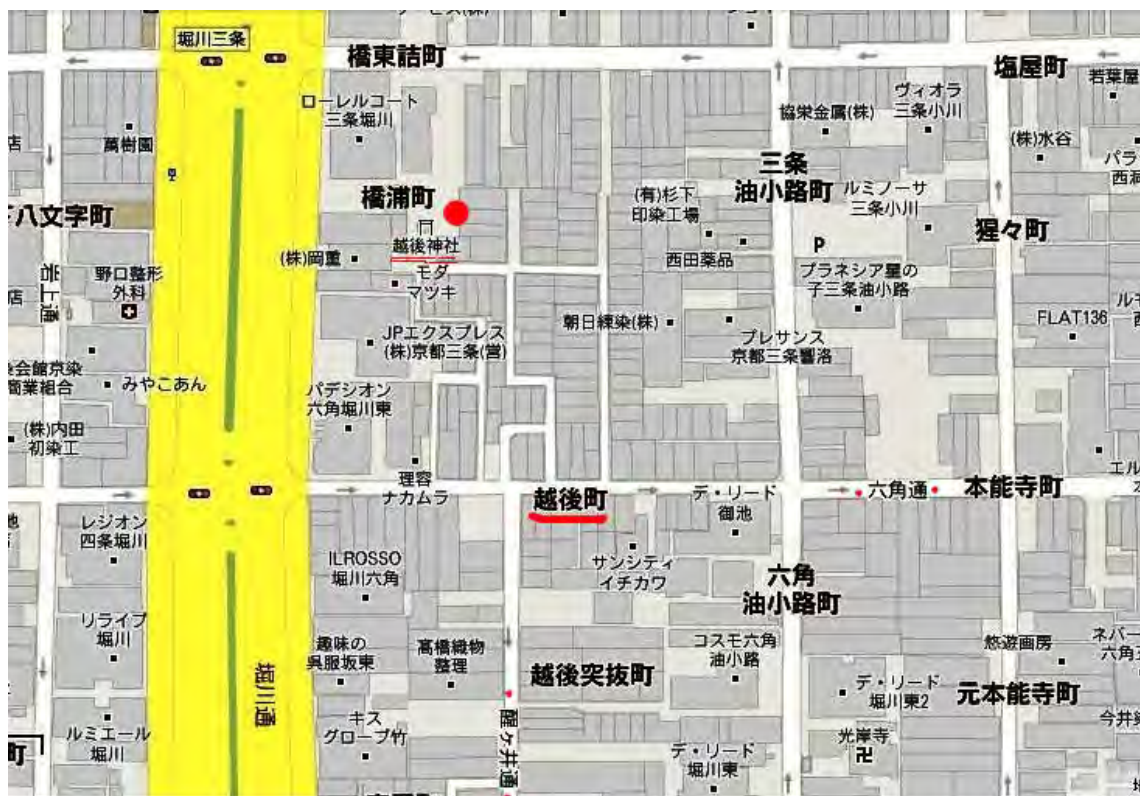 堀川三条
橋東詰町
塩屋町
若葉屋
ローレルコート
三条堀川
ヴィオラ
三条小川
協栄金属(株)
萬樹園
(株)水谷
三条
油小路町
橋浦町
(有)杉下
印染工場
ルミノーサ
三条小川
八文字町
猩々町
越後神社
P
(株)岡重
西田薬品
モダ
マツキ
プラネシア星の
子三条油小路
岩上通
野口整形
外科
朝日練染(株)
FLAT136
JPエクスプレス
(株)京都三条(営)
プレサンス
京都三条響洛
会館京染
商業組合
みやこあん
パデシオン
六角堀川東
(株)内田
初染工
理容
ナカムラ
越後町
デ・リード
御池
六角通
本能寺町
レジオン
四条堀川
サンシティ
イチカワ
ILROSSO
堀川六角
六角
油小路町
リライブ
堀川
趣味の
呉服坂東
髙橋織物
整理
コスモ六角
油小路
悠遊画房
越後突抜町
堀川通
デ・リード
堀川東2
元本能寺町
ルミエール
堀川
キス
グローブ竹
醒ヶ井通
光岸寺
デ・リード
堀川東
町